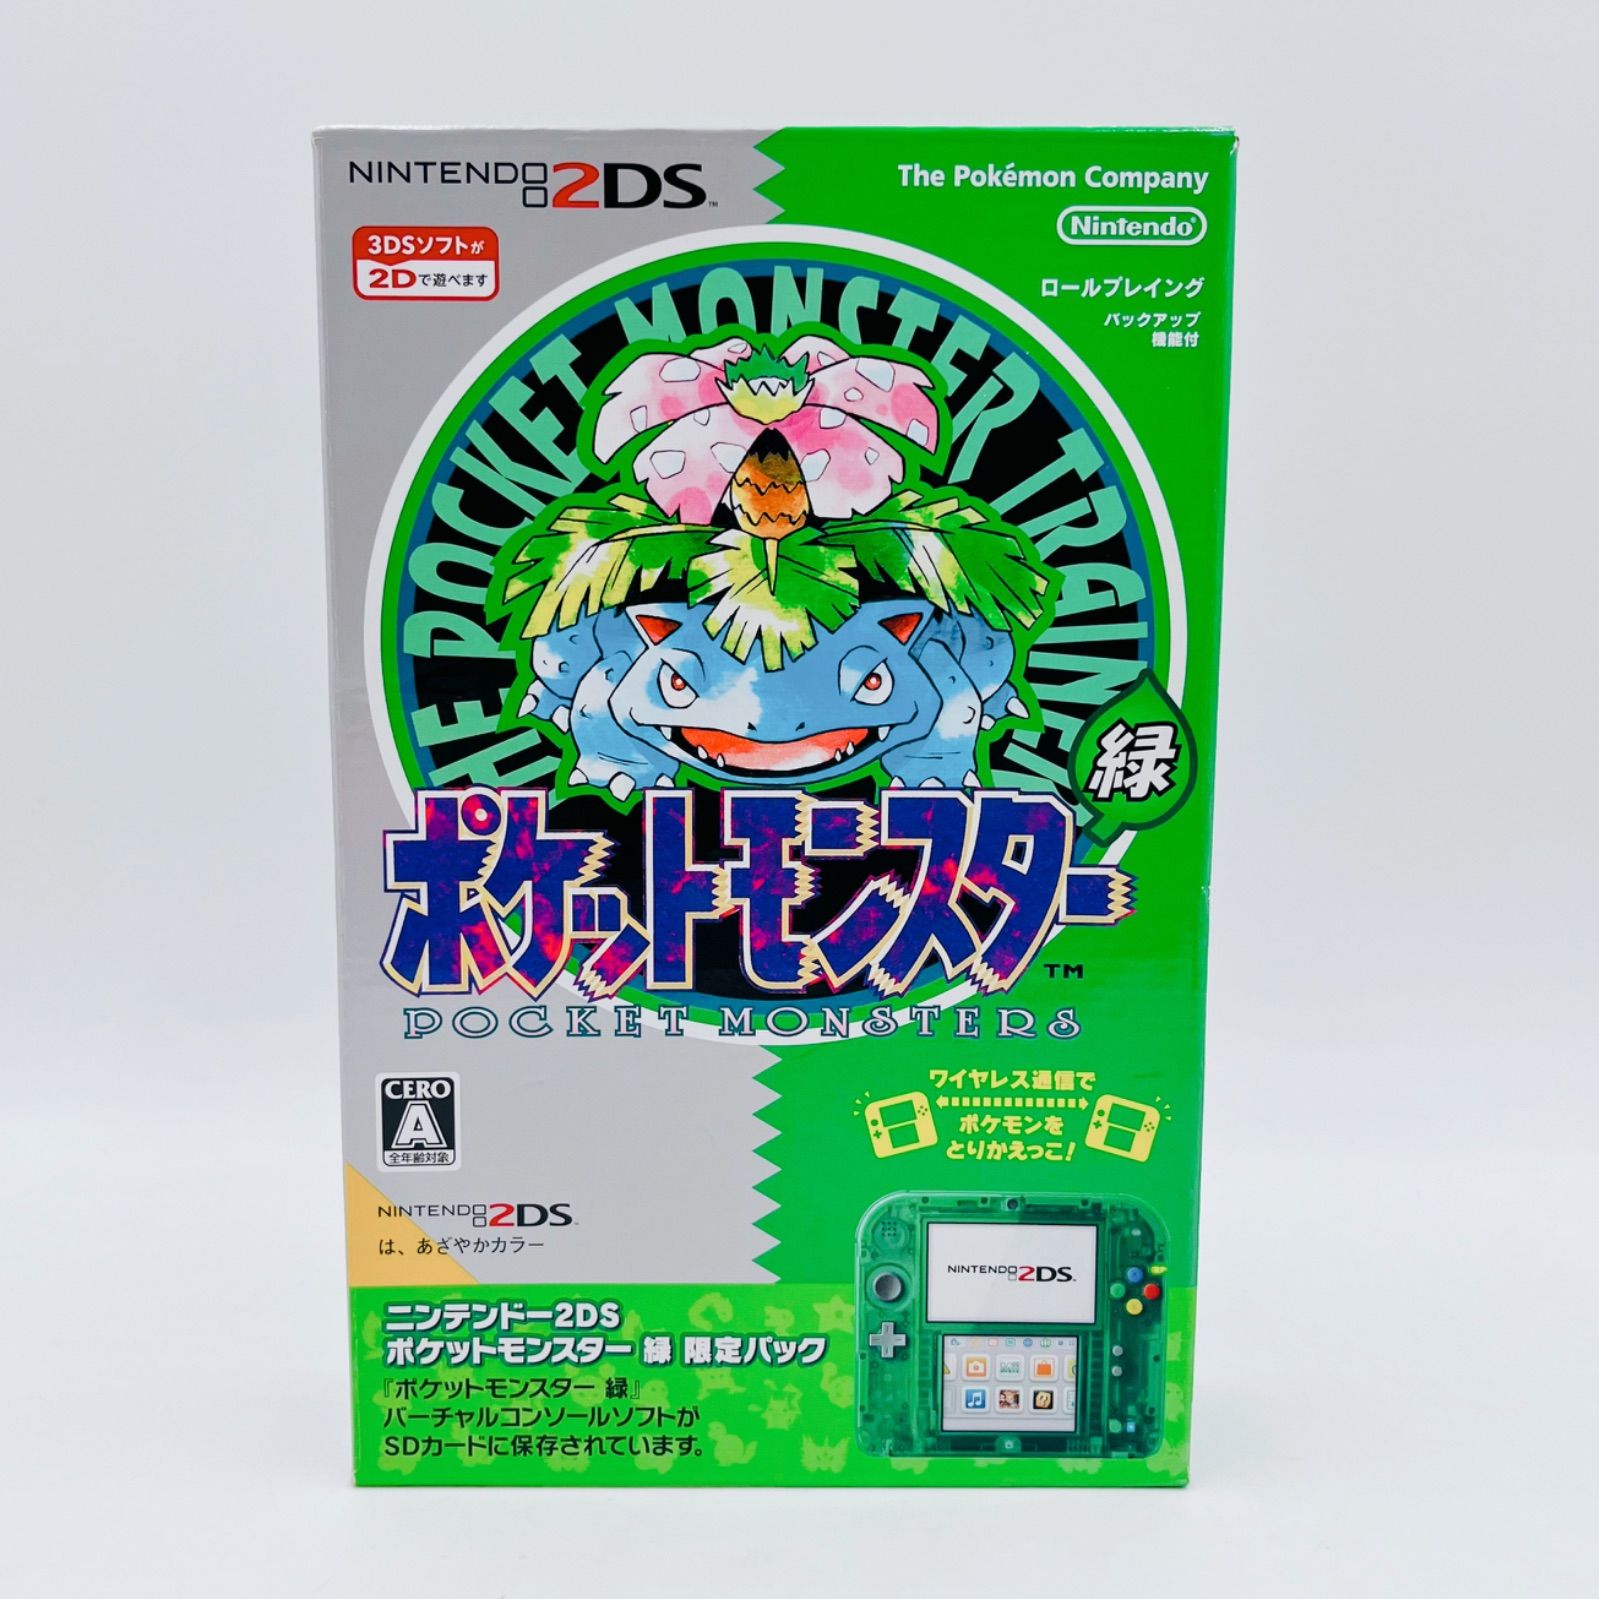 NINTENDO 2DS™
The Pokémon Company
Nintendo®
3DSソフトが
2Dで遊べます
ロールプレイング
バックアップ
機能付
THE POCKET MONSTER TRAINER
緑
ポケットモンスター™
POCKET MONSTERS
ワイヤレス通信で
ポケモンを
とりかえっこ!
CERO
A
全年齢対象
NINTENDO 2DS™
は、あざやかカラー
NINTENDO 2DS™
ニンテンドー2DS
ポケットモンスター 緑 限定パック
『ポケットモンスター 緑』
バーチャルコンソールソフトが
SDカードに保存されています。